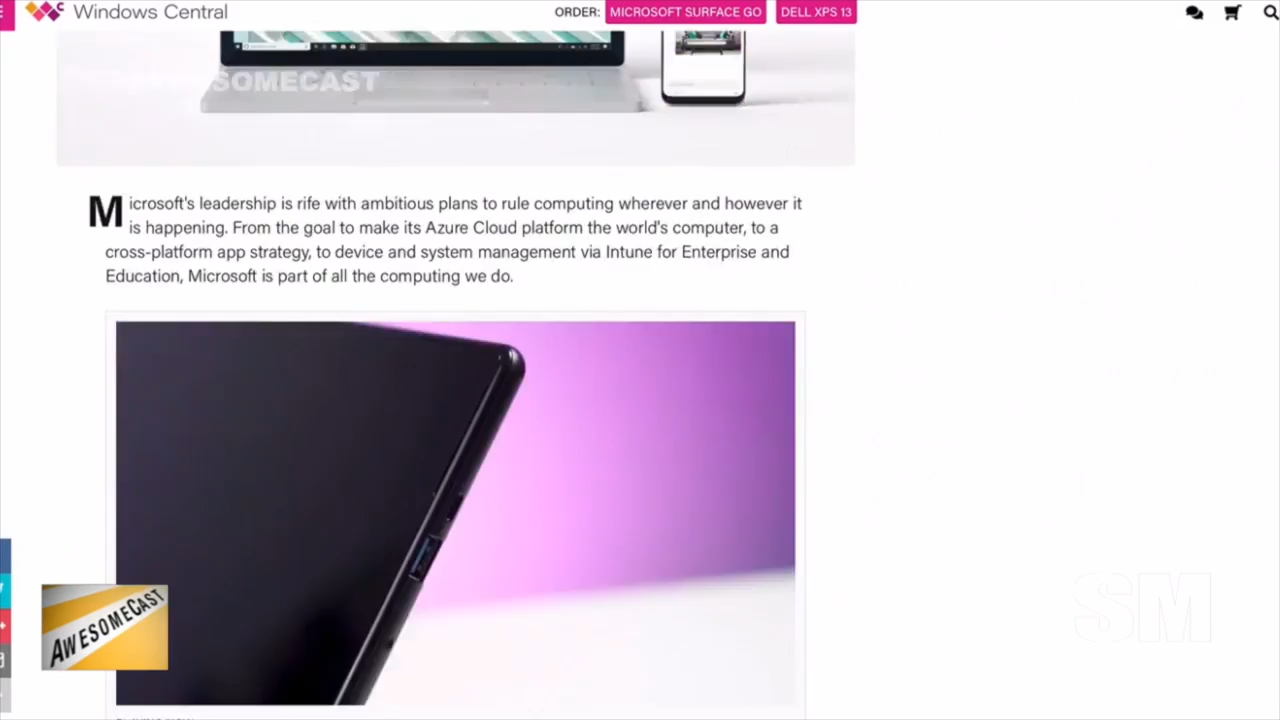 Windows Central
ORDER:
MICROSOFT SURFACE GO
DELL XPS 13
SOMECAST
Microsoft's leadership is rife with ambitious plans to rule computing wherever and however it
is happening. From the goal to make its Azure Cloud platform the world's computer, to a
cross-platform app strategy, to device and system management via Intune for Enterprise and
Education, Microsoft is part of all the computing we do.
AWESOMECAST
SM